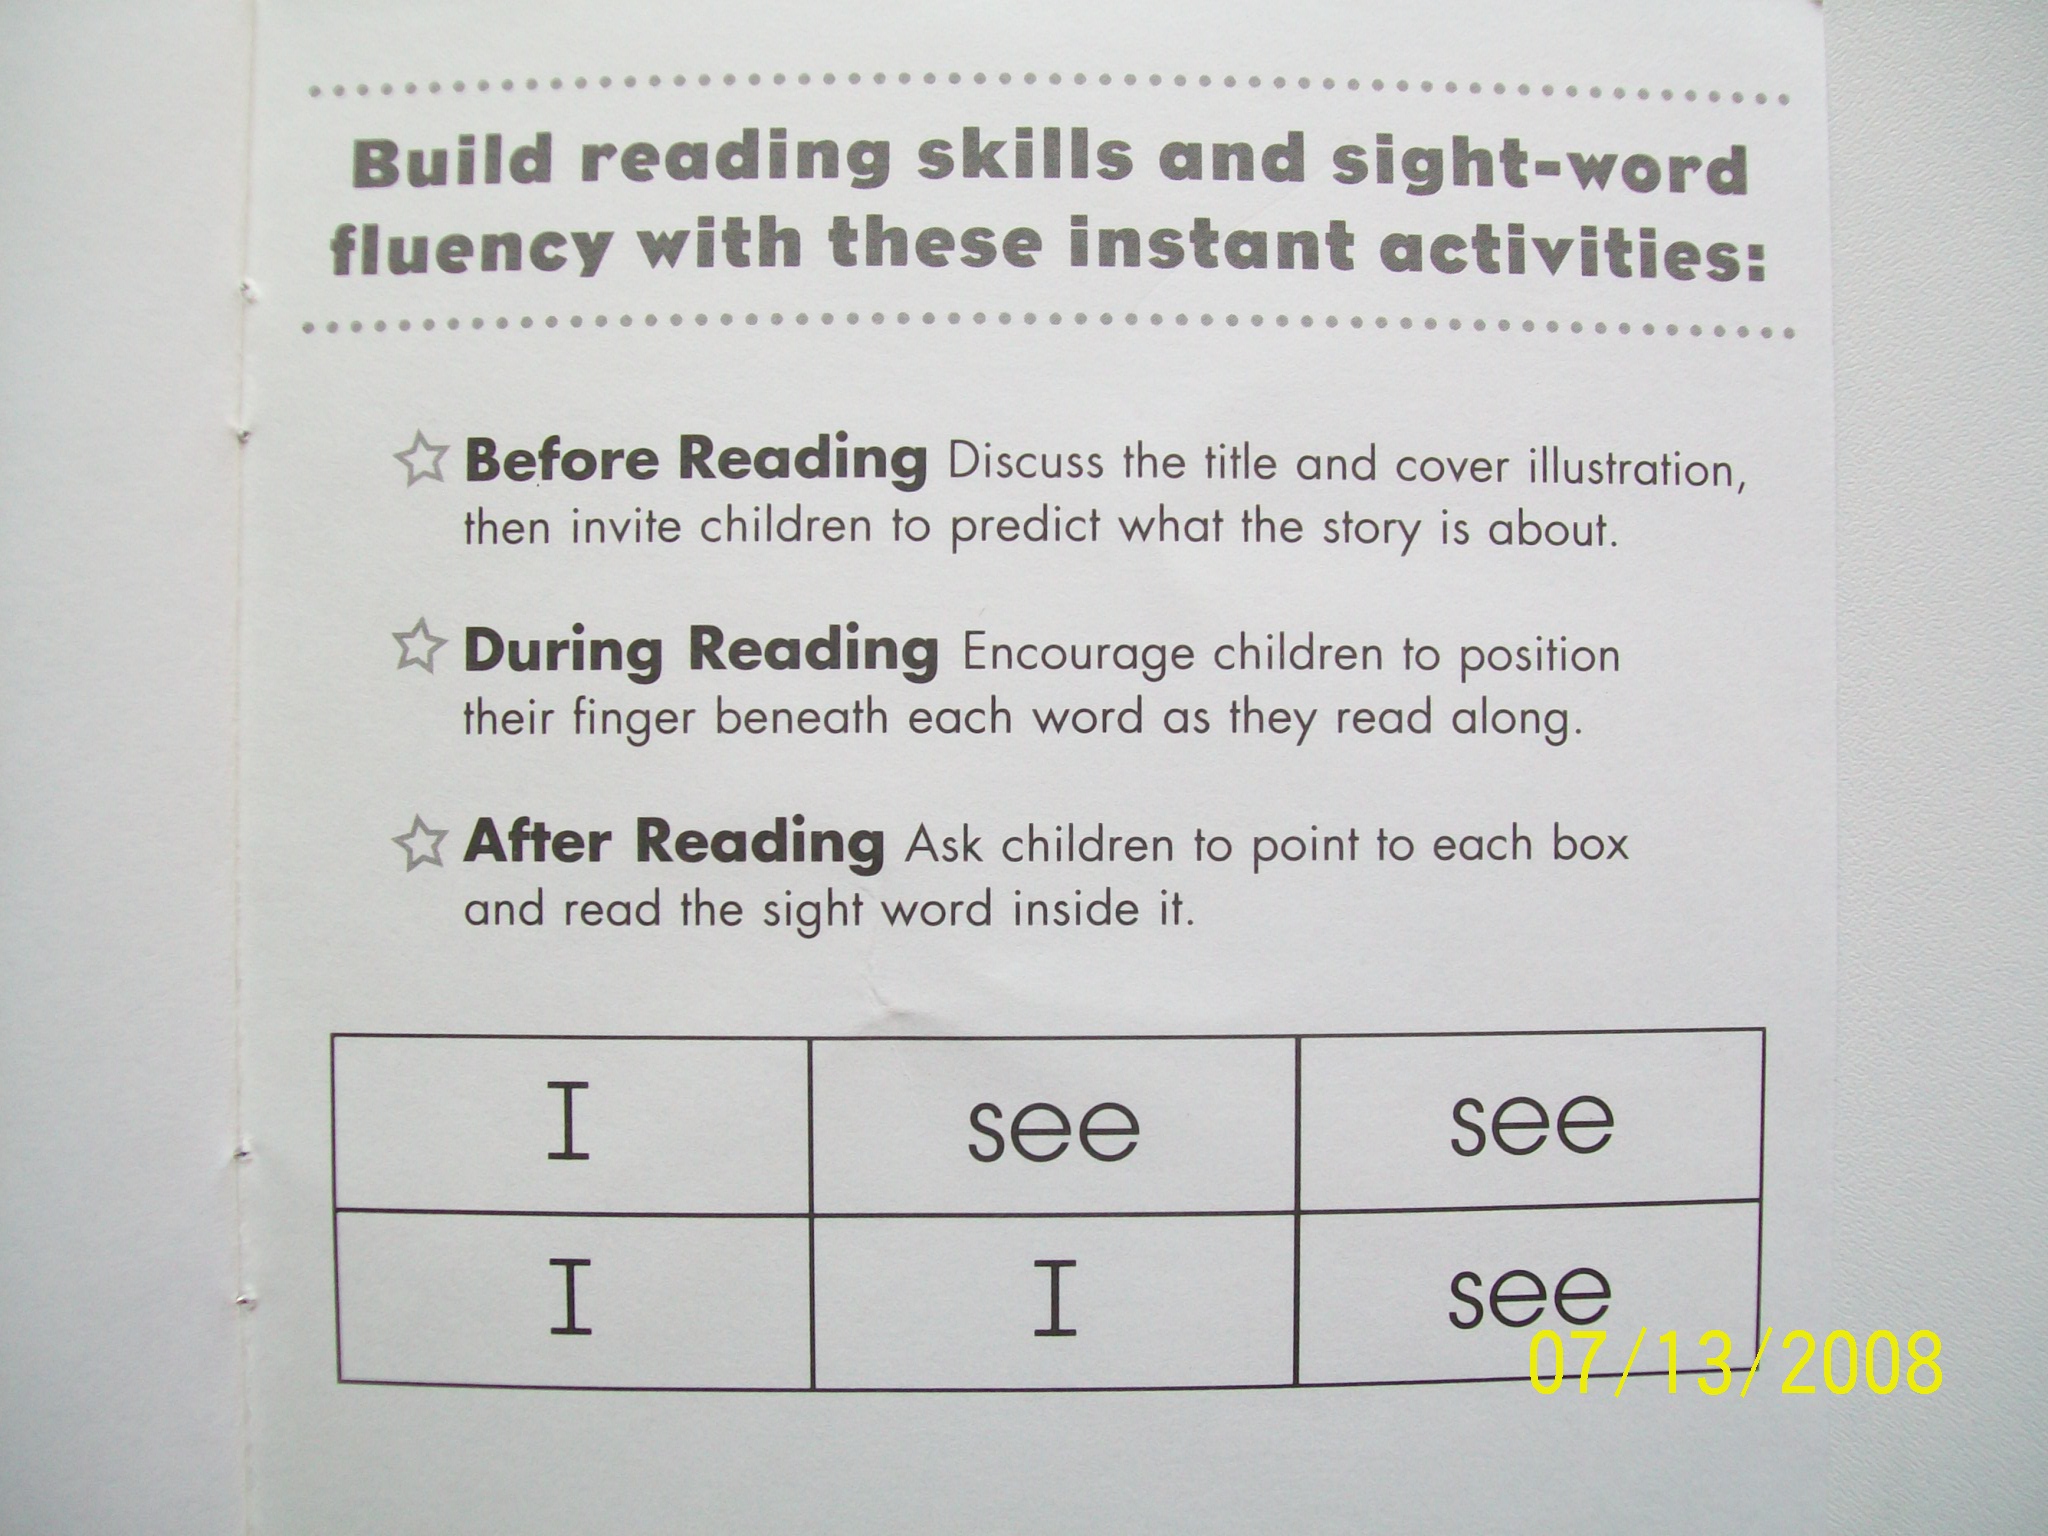 Build reading skills and sight-word
fluency with these instant activities:
Before Reading Discuss the title and cover illustration,
then invite children to predict what the story is about.
During Reading Encourage children to position
their finger beneath each word as they read along.
After Reading Ask children to point to each box
and read the sight word inside it.
I see see
I I see
07/13/2008